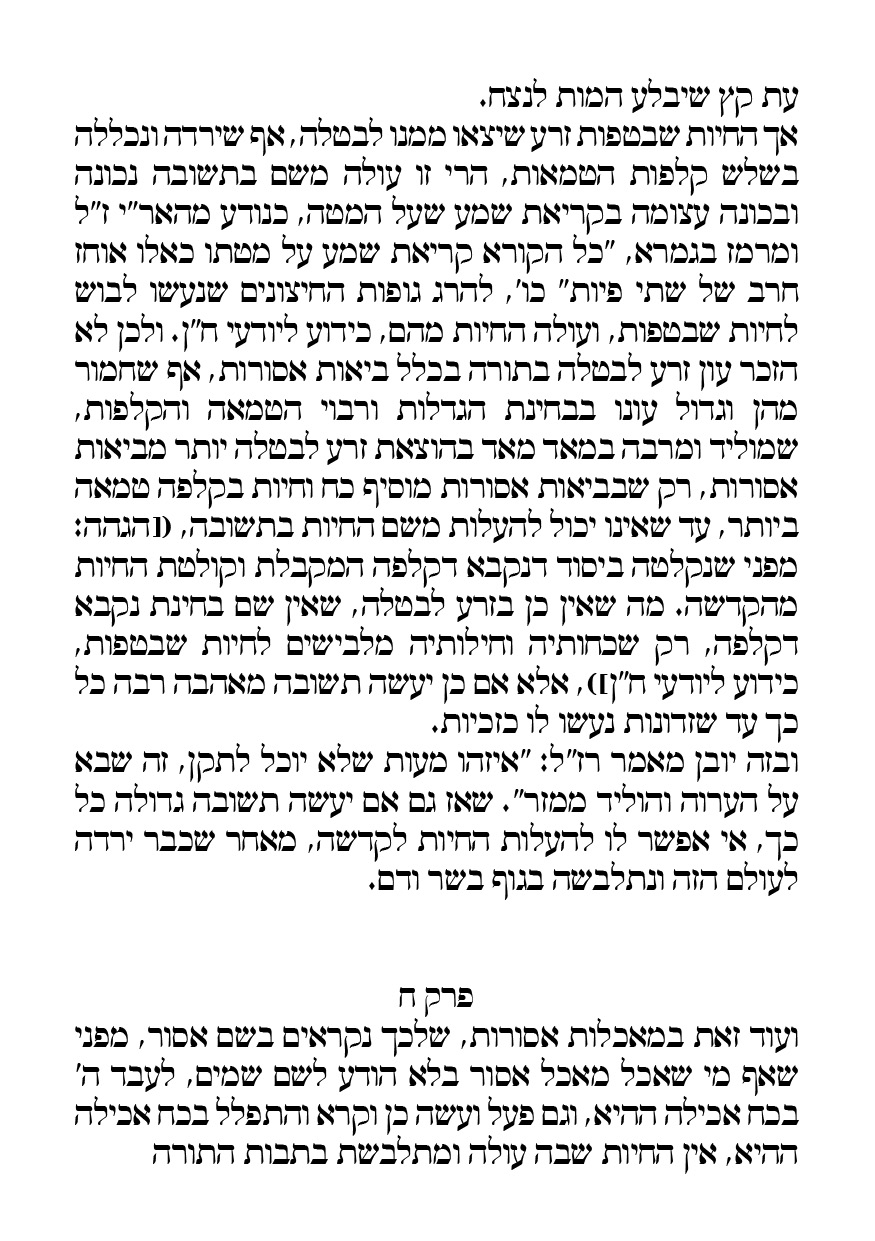 עת קץ שיבלע המות לנצח.
אך החיות שבטפות זרע שיצאו ממנו לבטלה, אף שירדה ונכללה
בשלש קלפות הטמאות, הרי זו עולה משם בתשובה נכונה
ובכונה עצומה בקריאת שמע שעל המטה, כנודע מהאר"י ז"ל
ומרמז בגמרא, "כל הקורא קריאת שמע על מטתו כאלו אוחז
חרב של שתי פיות" כו', להרג גופות החיצונים שנעשו לבוש
לחיות שבטפות, ועולה החיות מהם, כידוע ליודעי ח"ן. ולכן לא
הזכר עון זרע לבטלה בתורה בכלל ביאות אסורות, אף שחמור
מהן וגדול עונו בבחינת הגדלות ורבוי הטמאה והקלפות,
שמוליד ומרבה במאד מאד בהוצאת זרע לבטלה יותר מביאות
אסורות, רק שבביאות אסורות מוסיף כח וחיות בקלפה טמאה
ביותר, עד שאינו יכול להעלות משם החיות בתשובה, ([הגהה:
מפני שנקלטה ביסוד דנקבא דקלפה המקבלת וקולטת החיות
מהקדשה. מה שאין כן בזרע לבטלה, שאין שם בחינת נקבא
דקלפה, רק שכחותיה וחילותיה מלבישים לחיות שבטפות,
כידוע ליודעי ח"ן]), אלא אם כן יעשה תשובה מאהבה רבה כל
כך עד שזדונות נעשו לו כזכיות.
ובזה יובן מאמר רז"ל: "איזהו מעות שלא יוכל לתקן, זה שבא
על הערוה והוליד ממזר". שאז גם אם יעשה תשובה גדולה כל
כך, אי אפשר לו להעלות החיות לקדשה, מאחר שכבר ירדה
לעולם הזה ונתלבשה בגוף בשר ודם.
פרק ח
ועוד זאת במאכלות אסורות, שלכך נקראים בשם אסור, מפני
שאף מי שאכל מאכל אסור בלא הודע לשם שמים, לעבד ה'
בכח אכילה ההיא, וגם פעל ועשה כן וקרא והתפלל בכח אכילה
ההיא, אין החיות שבה עולה ומתלבשת בתבות התורה